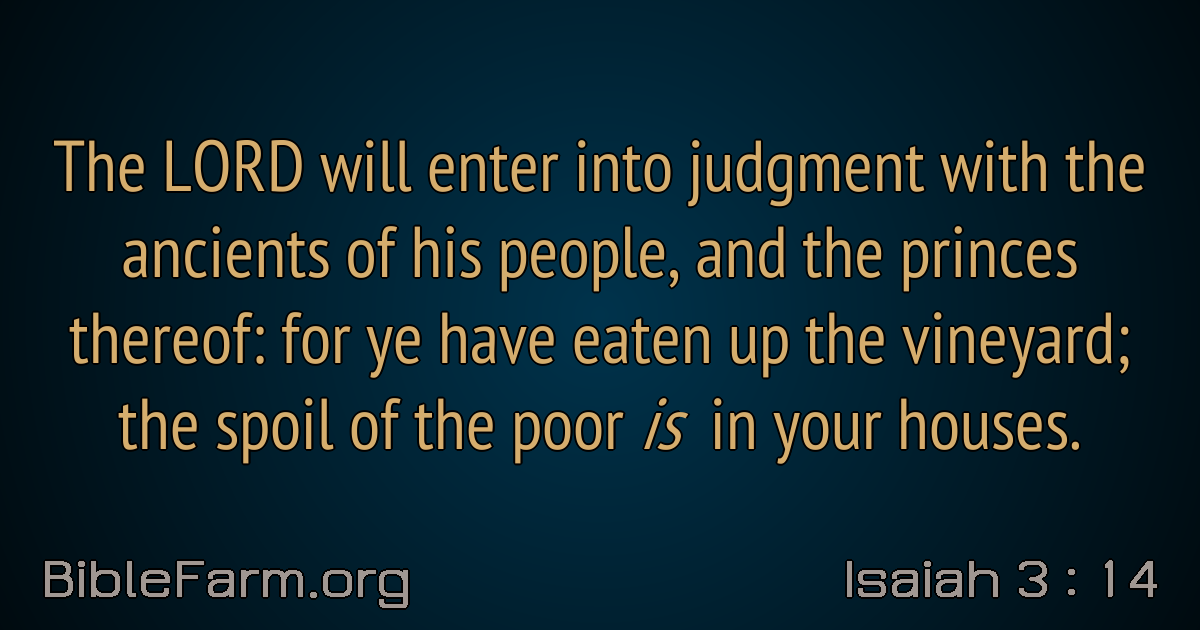 The LORD will enter into judgment with the
ancients of his people, and the princes
thereof: for ye have eaten up the vineyard;
the spoil of the poor is in your houses.
BibleFarm.org
Isaiah 3 : 14